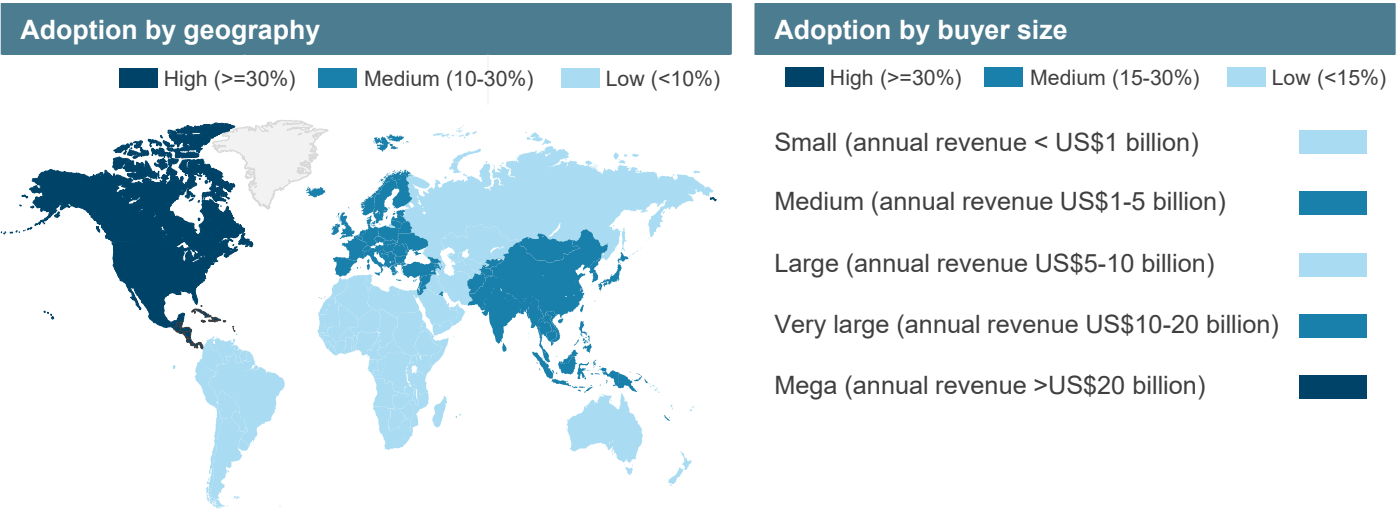 Adoption by geography
High (>=30%) Medium (10-30%) Low (<10%)
Adoption by buyer size
High (>=30%) Medium (15-30%) Low (<15%)
Small (annual revenue < US$1 billion)
Medium (annual revenue US$1-5 billion)
Large (annual revenue US$5-10 billion)
Very large (annual revenue US$10-20 billion)
Mega (annual revenue >US$20 billion)